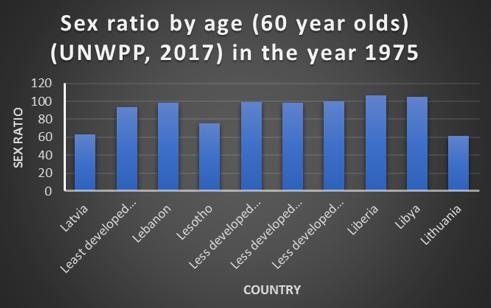 Sex ratio by age (60 year olds)
(UNWPP, 2017) in the year 1975
SEX RATIO
120
100
80
60
40
20
0
Latvia
Least developed...
Lebanon
Lesotho
Less developed...
Less developed...
Less developed...
Liberia
Libya
Lithuania
COUNTRY